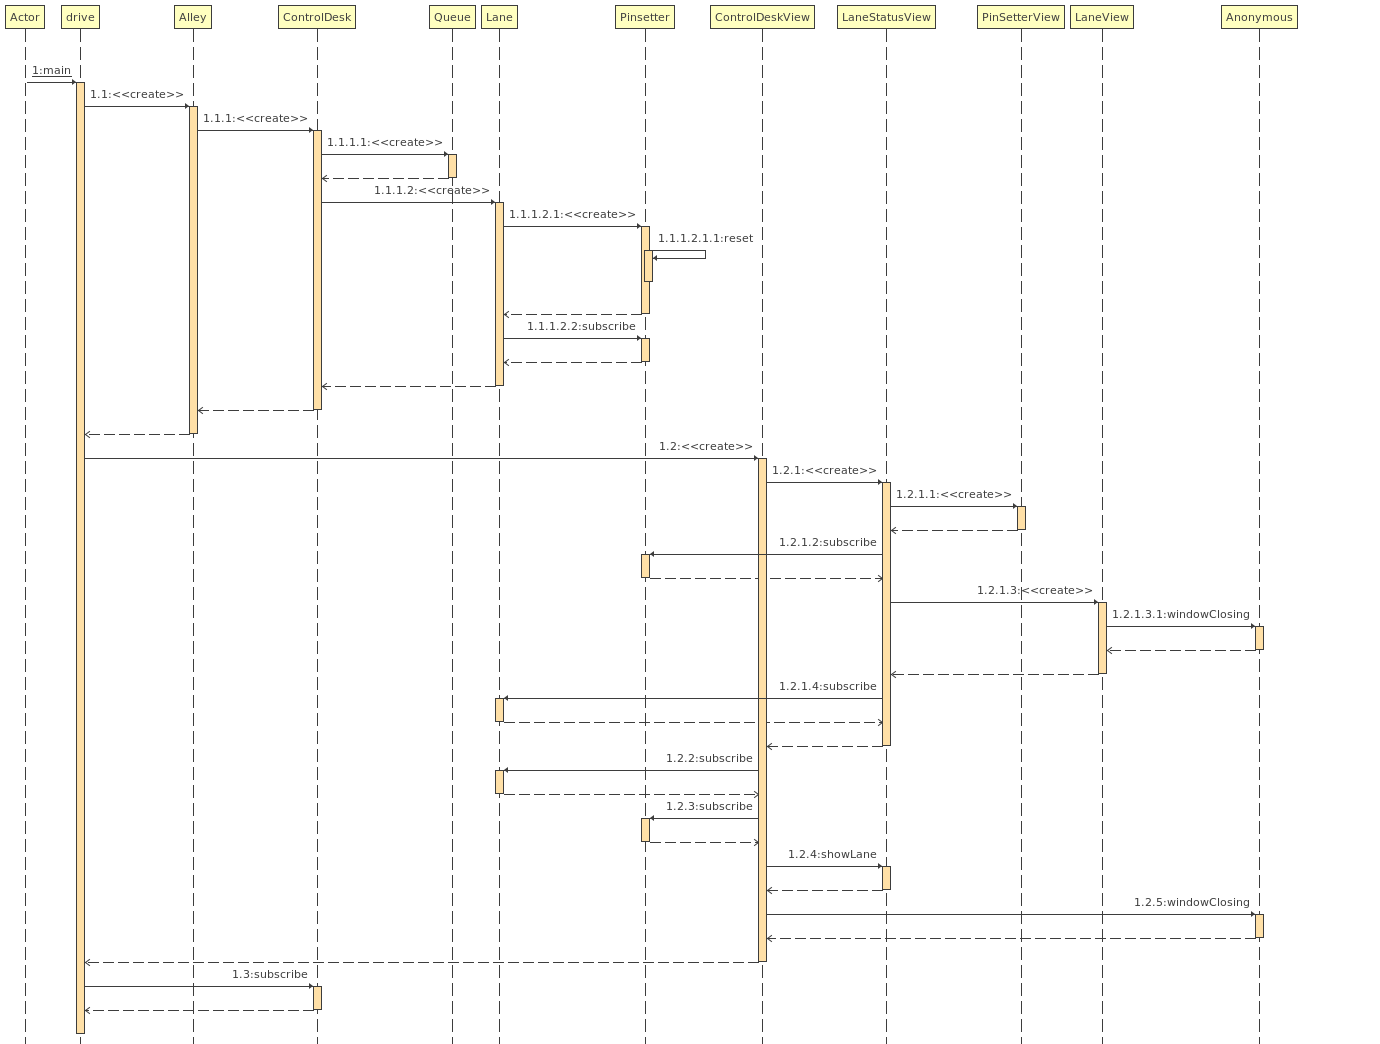 Actor drive Alley ControlDesk Queue Lane Pinsetter ControlDeskView LaneStatusView PinSetterView LaneView Anonymous
1:main
1.1:<<create>>
1.1.1:<<create>>
1.1.1.1:<<create>>
1.1.1.2:<<create>>
1.1.1.2.1:<<create>>
1.1.1.2.1.1:reset
1.1.1.2.2:subscribe
1.2:<<create>>
1.2.1:<<create>>
1.2.1.1:<<create>>
1.2.1.2:subscribe
1.2.1.3:<<create>>
1.2.1.3.1:windowClosing
1.2.1.4:subscribe
1.2.2:subscribe
1.2.3:subscribe
1.2.4:showLane
1.2.5:windowClosing
1.3:subscribe